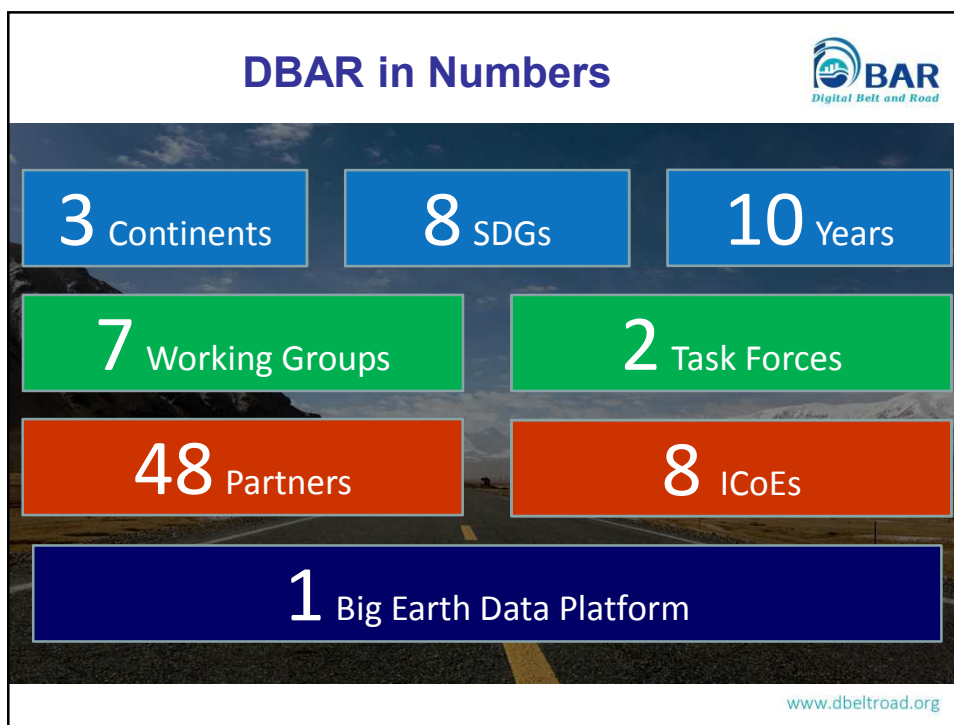 DBAR in Numbers
DBAR
Digital Belt and Road
3 Continents
8 SDGs
10 Years
7 Working Groups
2 Task Forces
48 Partners
8 ICoEs
1 Big Earth Data Platform
www.dbeltroad.org